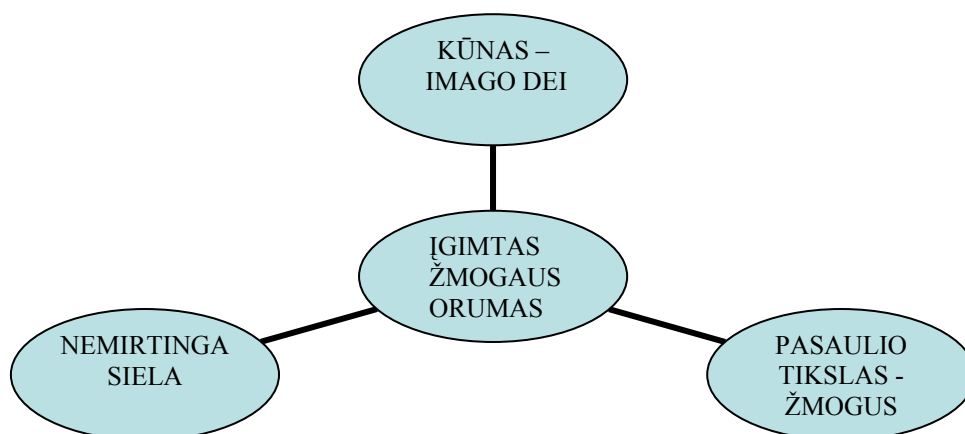 KŪNAS –
IMAGO DEI
ĮGIMTAS
ŽMOGAUS
ORUMAS
NEMIRTINGA
SIELA
PASAULIO
TIKSLAS -
ŽMOGUS